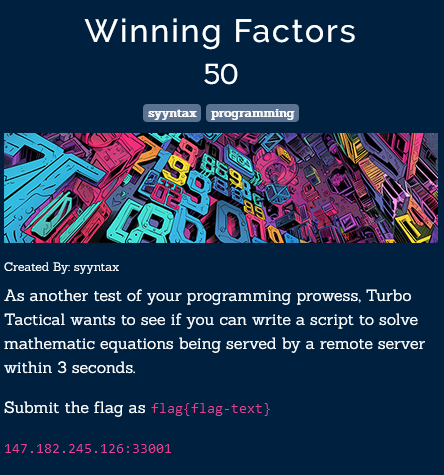 Winning Factors
50
syyntax programming
Created By: syyntax
As another test of your programming prowess, Turbo
Tactical wants to see if you can write a script to solve
mathematic equations being served by a remote server
within 3 seconds.
Submit the flag as flag{flag-text}
147.182.245.126:33001